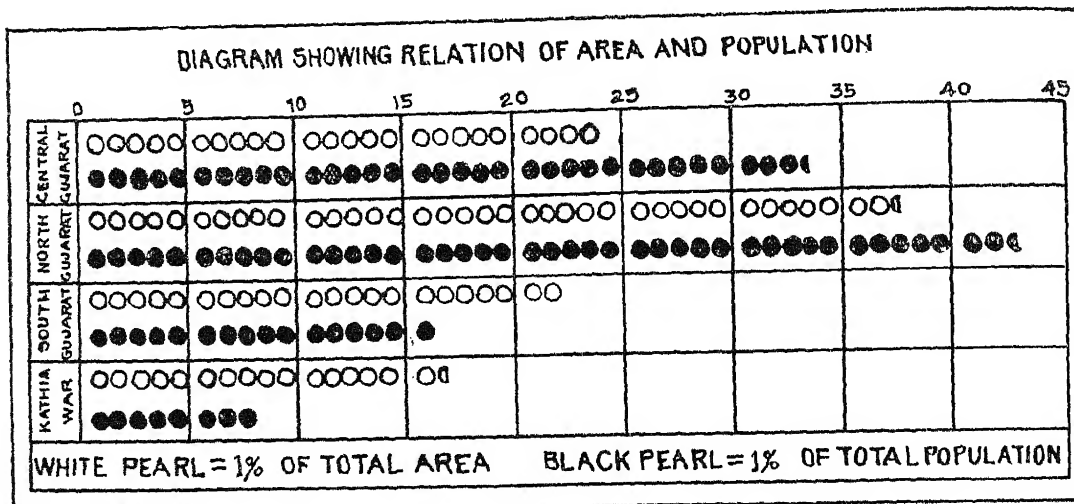 DIAGRAM SHOWING RELATION OF AREA AND POPULATION
0 5 10 15 20 25 30 35 40 45
CENTRAL
GUJARAT
NORTH
GUJARAT
SOUTH
GUJARAT
KATHIA
WAR
WHITE PEARL = 1% OF TOTAL AREA BLACK PEARL = 1% OF TOTAL POPULATION